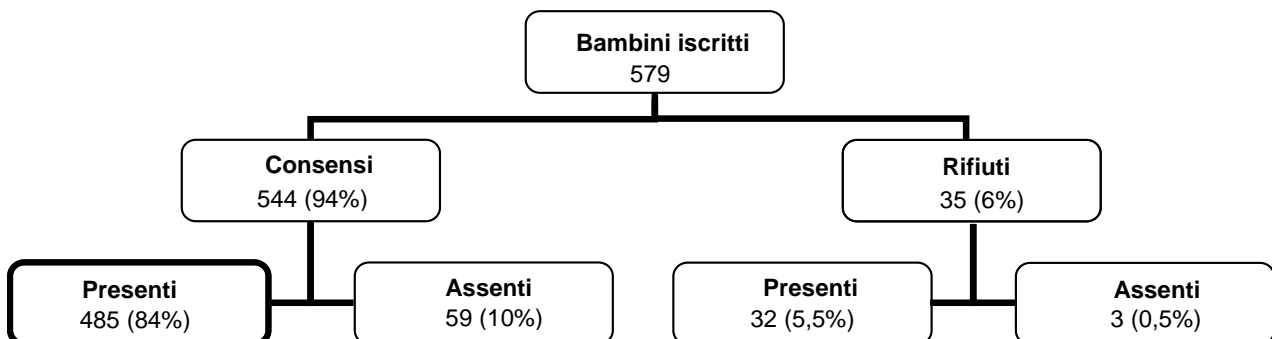 Bambini iscritti
579
Consensi
544 (94%)
Rifiuti
35 (6%)
Presenti
485 (84%)
Assenti
59 (10%)
Presenti
32 (5,5%)
Assenti
3 (0,5%)